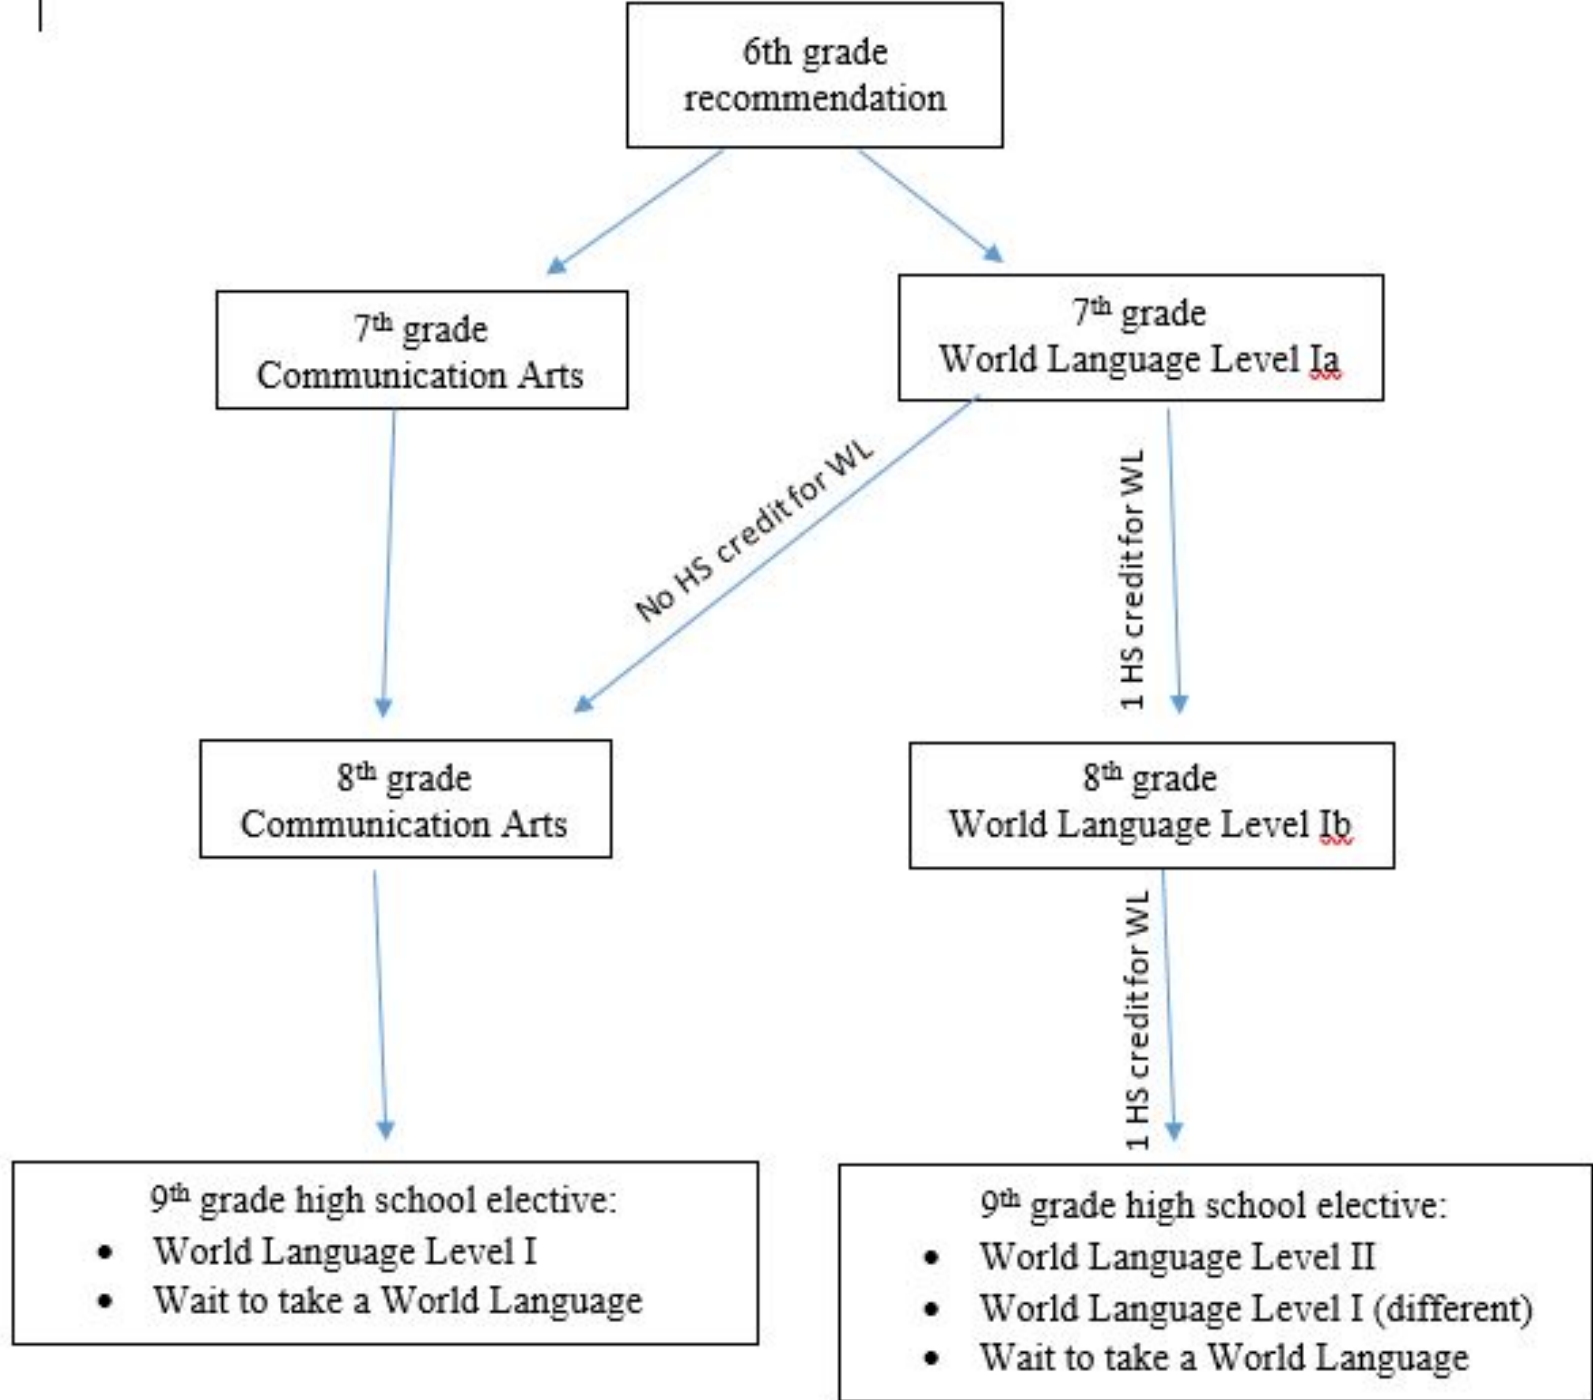 6th grade
recommendation
7th grade
Communication Arts
7th grade
World Language Level Ia
No HS credit for WL
1 HS credit for WL
8th grade
Communication Arts
8th grade
World Language Level Ib
1 HS credit for WL
9th grade high school elective:
• World Language Level I
• Wait to take a World Language
9th grade high school elective:
• World Language Level II
• World Language Level I (different)
• Wait to take a World Language